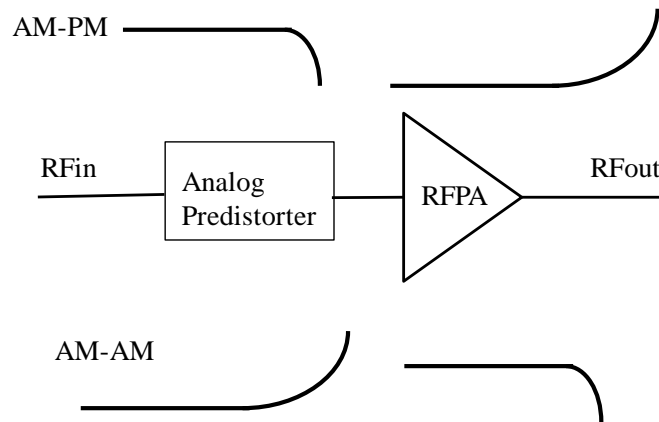 AM-PM
RFin
Analog
Predistorter
RFPA
RFout
AM-AM